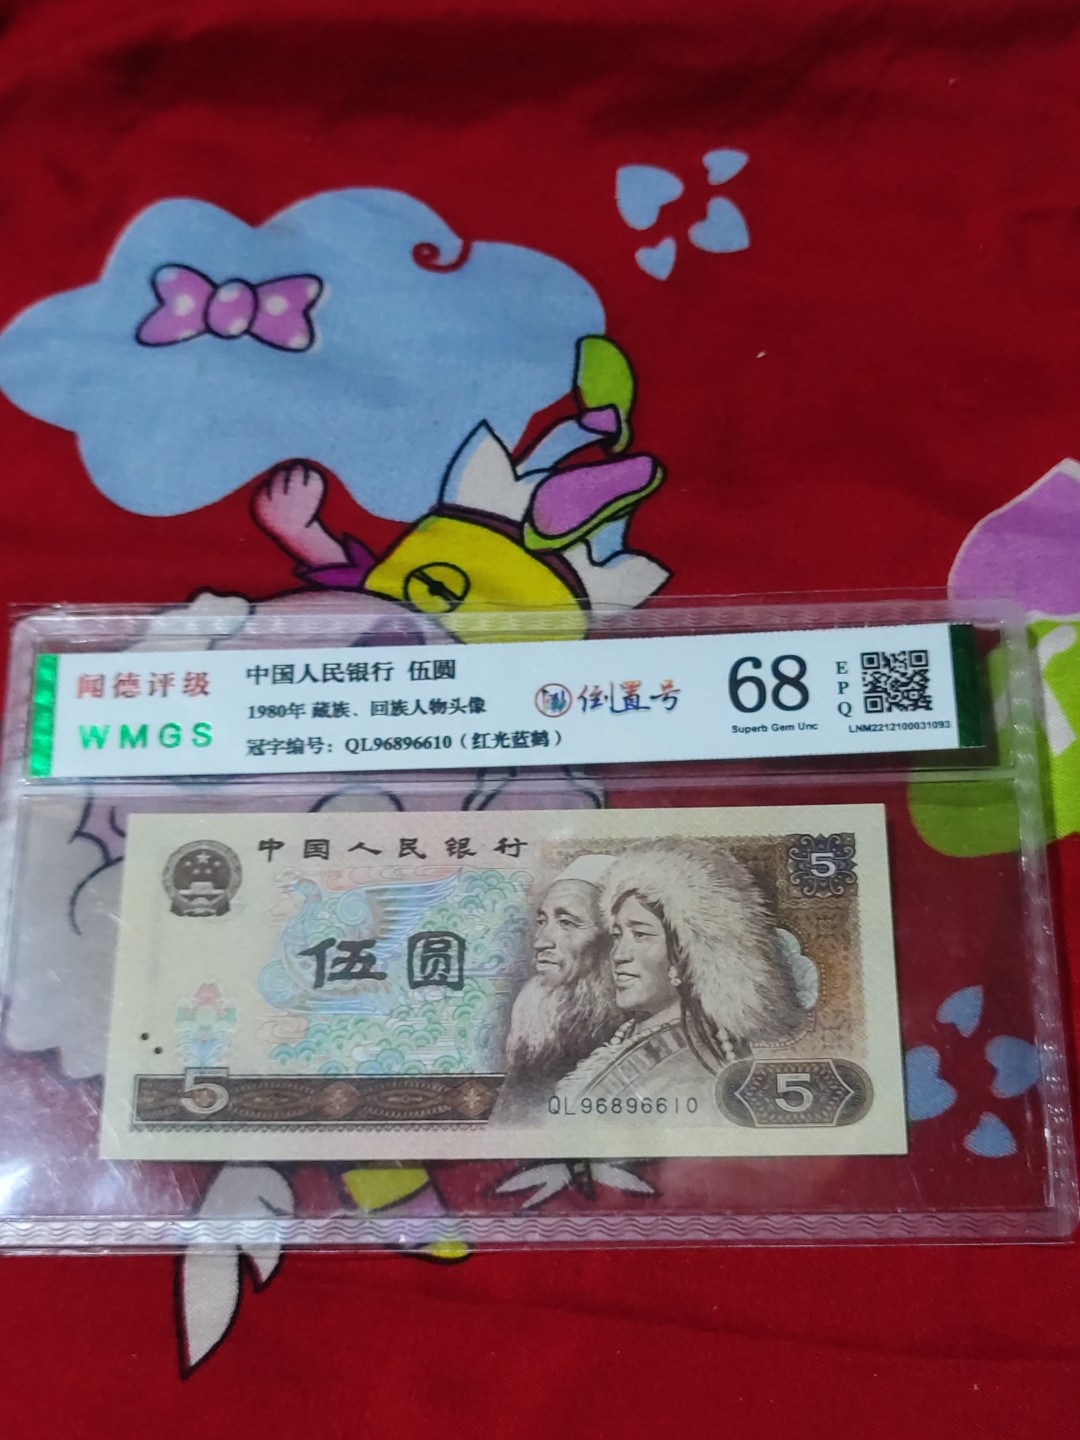 闻德评级
WMGS
中国人民银行 伍圆
1980年 藏族、回族人物头像
冠字编号：QL96896610（红光蓝鹤）
倒置号
68
Superb Gem Unc
EPQ
LNM2212100031093
中国人民银行
5
伍圆
5
QL96896610
5